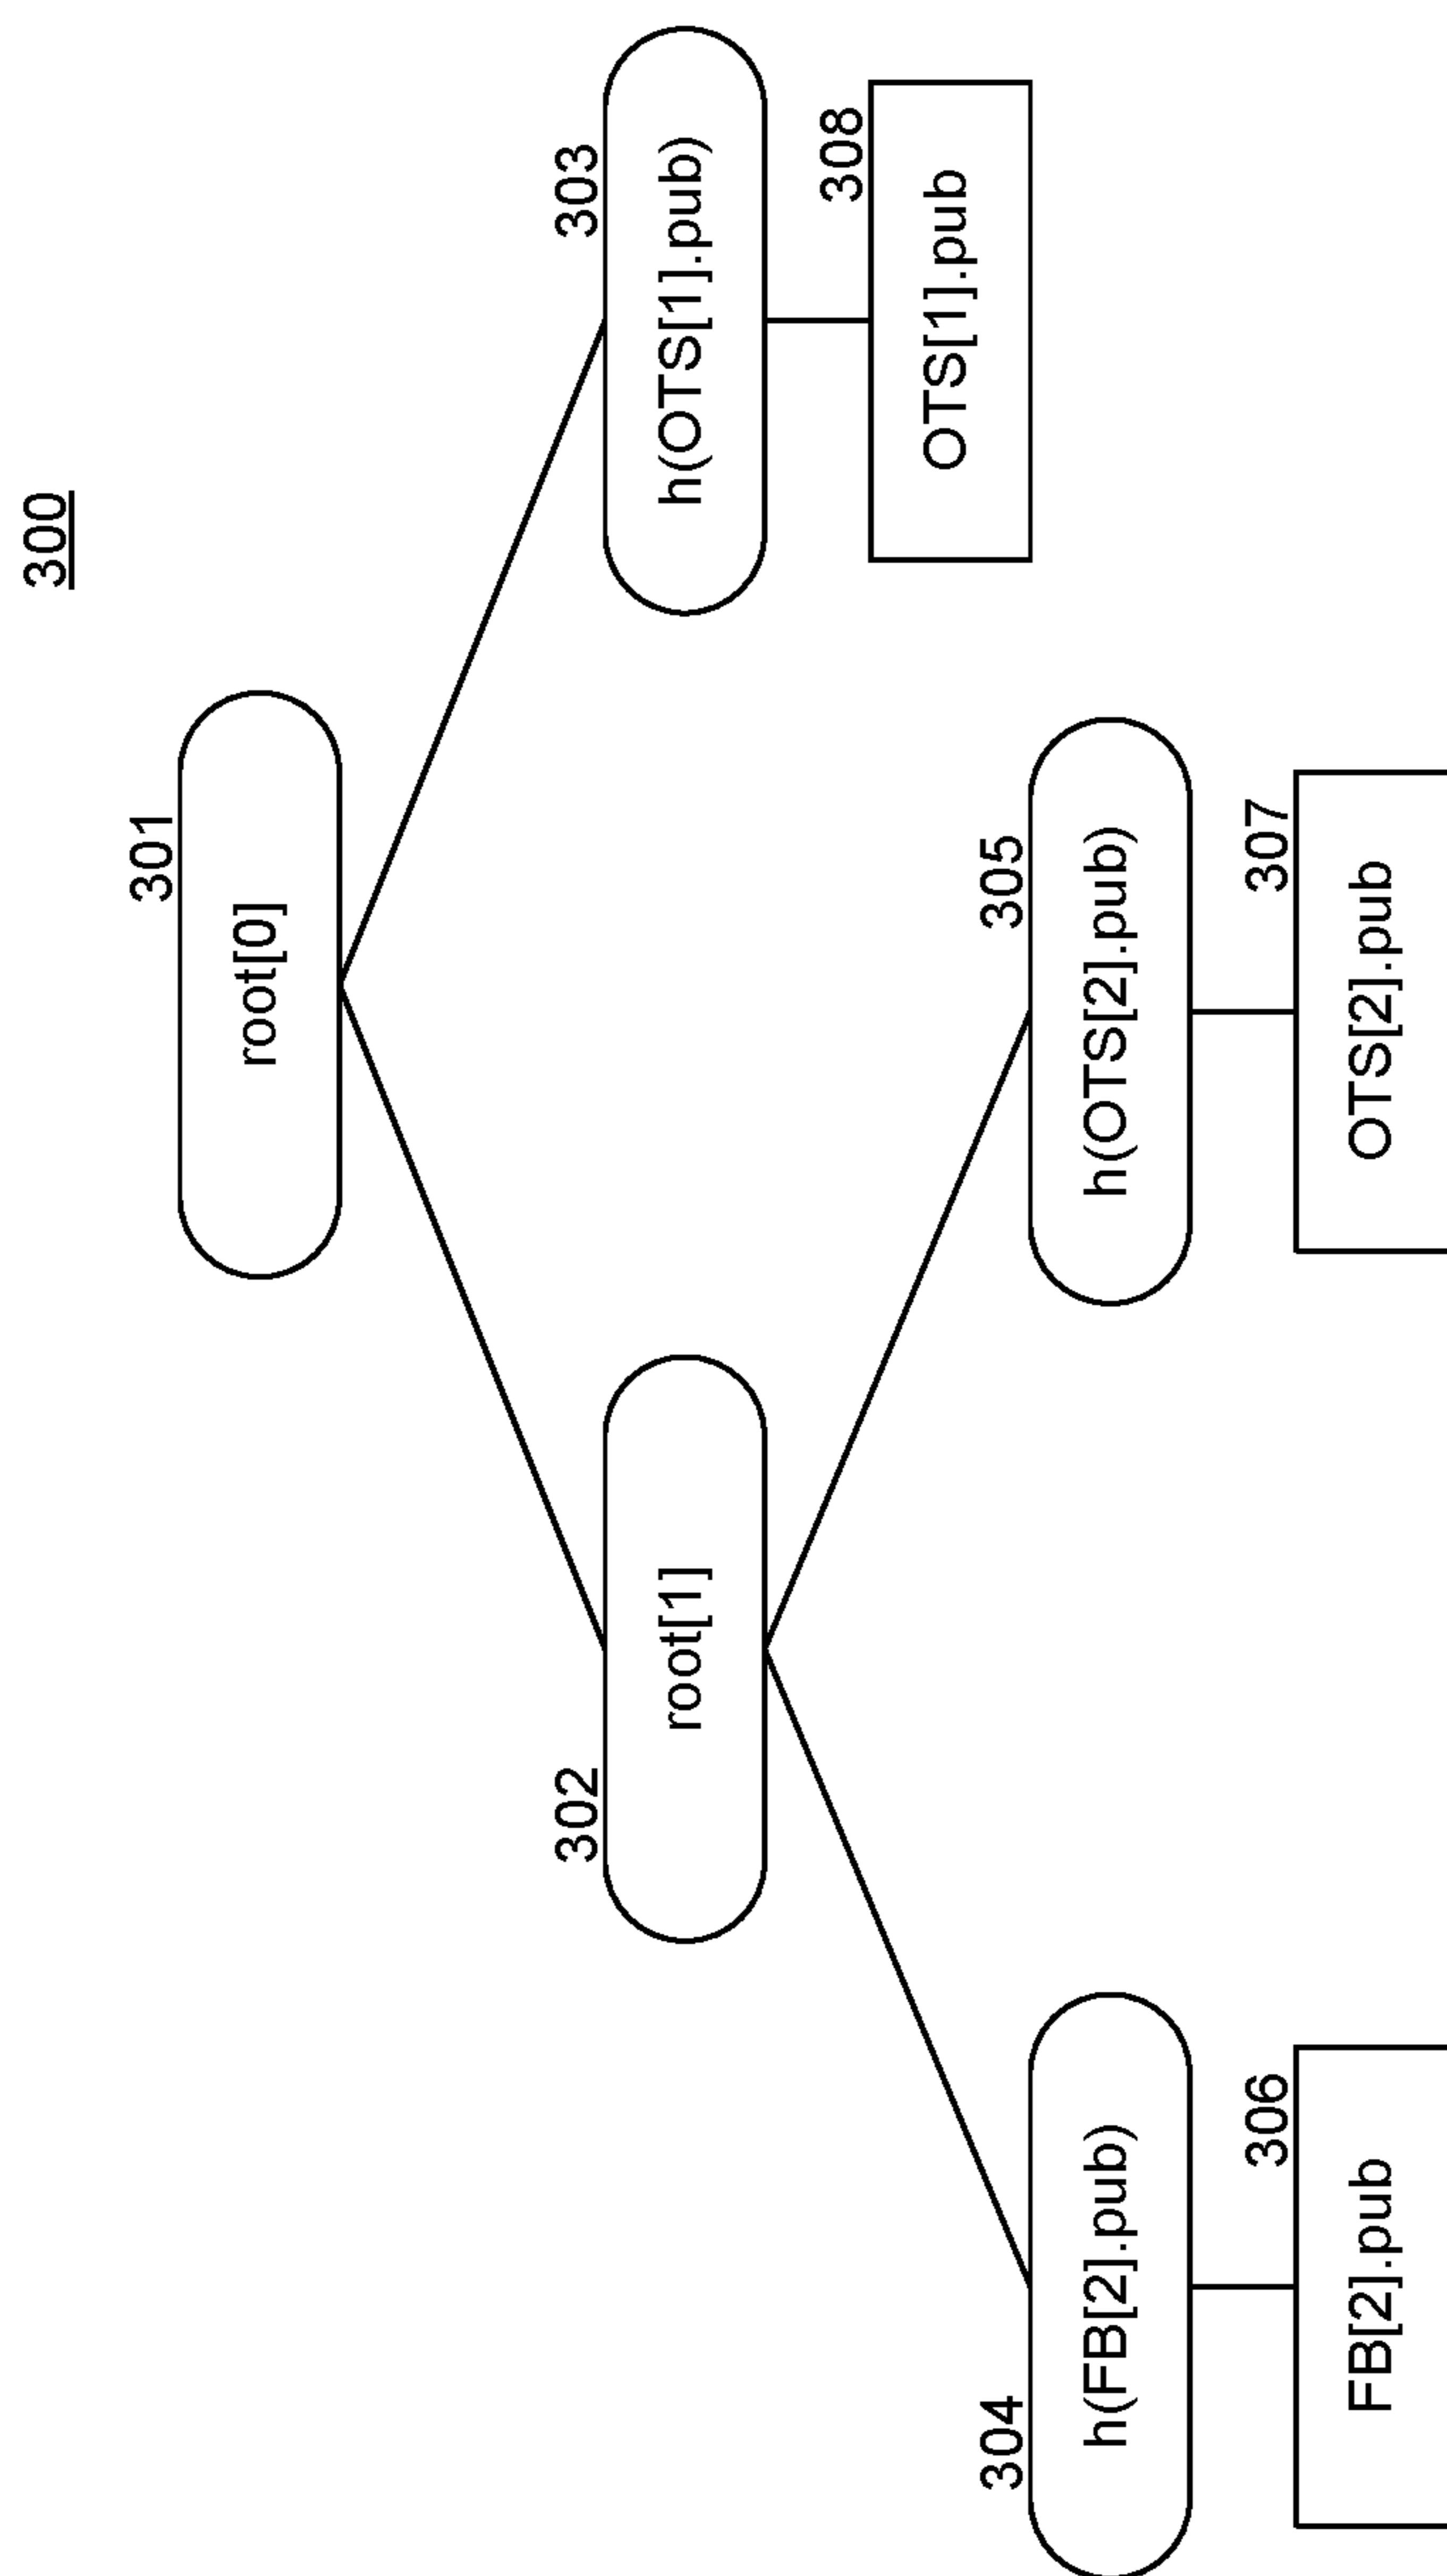 300
301
root[0]
302
root[1]
303
h(OTS[1].pub)
308
OTS[1].pub
304
h(FB[2].pub)
305
h(OTS[2].pub)
306
FB[2].pub
307
OTS[2].pub